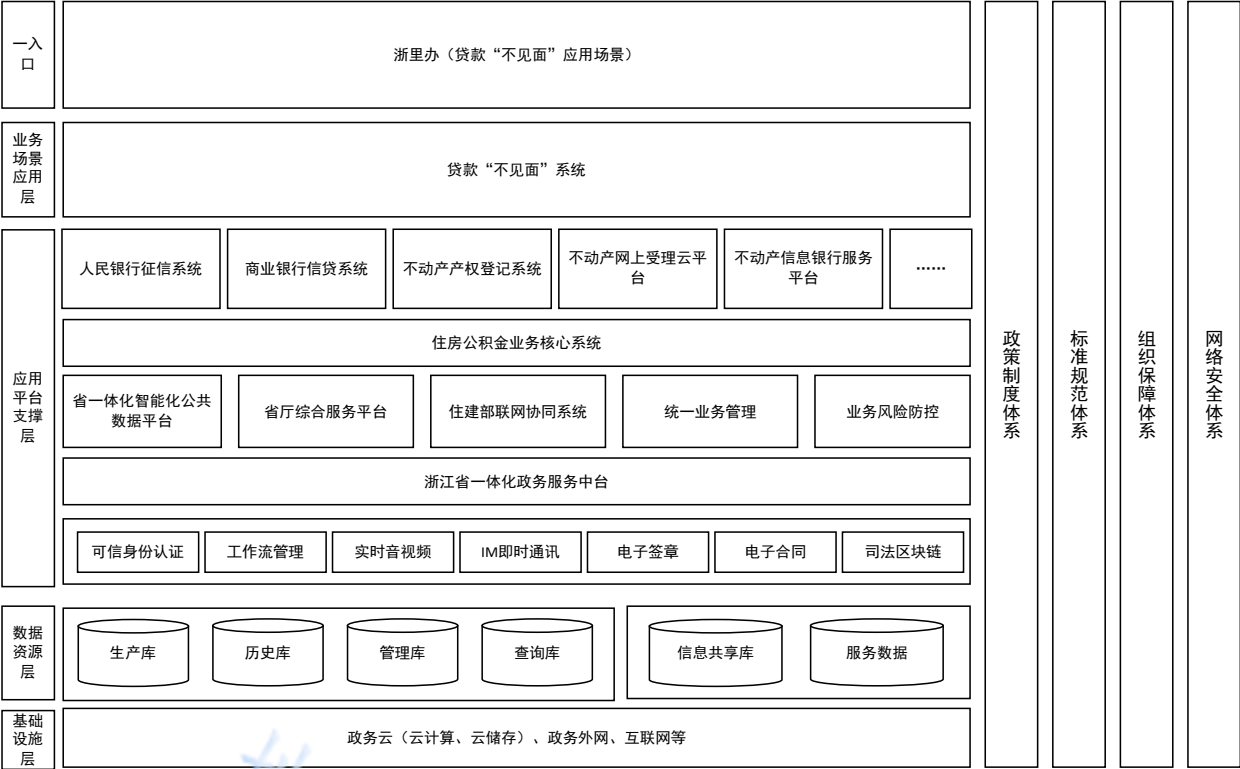 一入
口
浙里办（贷款“不见面”应用场景）
业务
场景
应用
层
贷款“不见面”系统
应用
平台
支撑
层
人民银行征信系统
商业银行信贷系统
不动产产权登记系统
不动产网上受理云平
台
不动产信息银行服务
平台
......
住房公积金业务核心系统
省一体化智能化公共
数据平台
省厅综合服务平台
住建部联网协同系统
统一业务管理
业务风险防控
浙江省一体化政务服务中台
可信身份认证
工作流管理
实时音视频
IM即时通讯
电子签章
电子合同
司法区块链
数据
资源
层
生产库
历史库
管理库
查询库
信息共享库
服务数据
基础
设施
层
政务云（云计算、云储存）、政务外网、互联网等
政策制度体系
标准规范体系
组织保障体系
网络安全体系